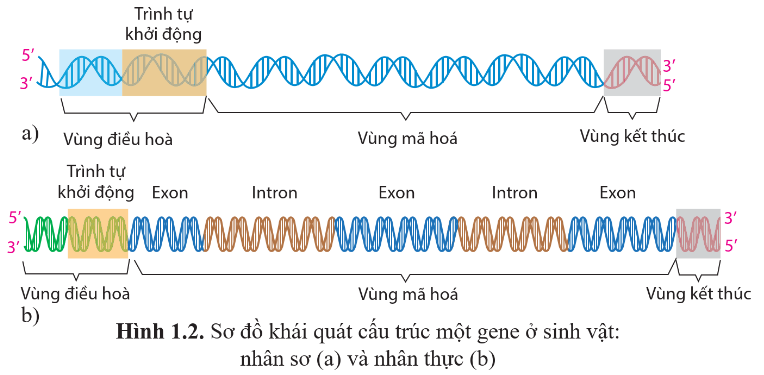 Trình tự
khởi động
5'
3'
3'
5'
a)
Vùng điều hoà
Vùng mã hoá
Vùng kết thúc
Trình tự
khởi động
Exon
Intron
Exon
Intron
Exon
5'
3'
3'
5'
Vùng điều hoà
Vùng mã hoá
Vùng kết thúc
b)
Hình 1.2. Sơ đồ khái quát cấu trúc một gene ở sinh vật:
nhân sơ (a) và nhân thực (b)